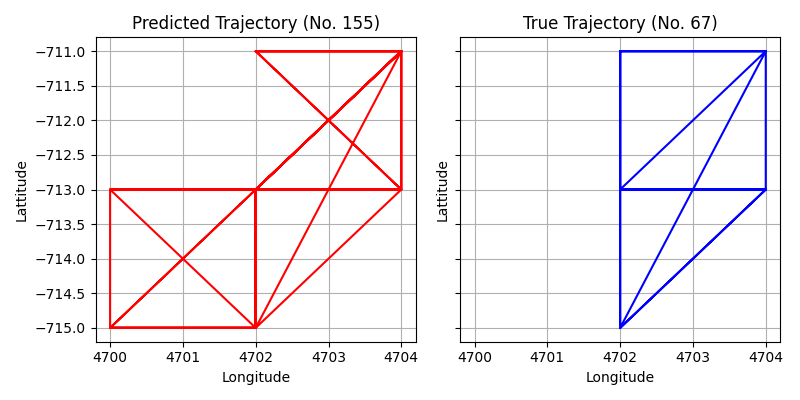 Predicted Trajectory (No. 155)
Lattitude
−711.0
−711.5
−712.0
−712.5
−713.0
−713.5
−714.0
−714.5
−715.0
4700 4701 4702 4703 4704
Longitude
True Trajectory (No. 67)
Lattitude
4700 4701 4702 4703 4704
Longitude